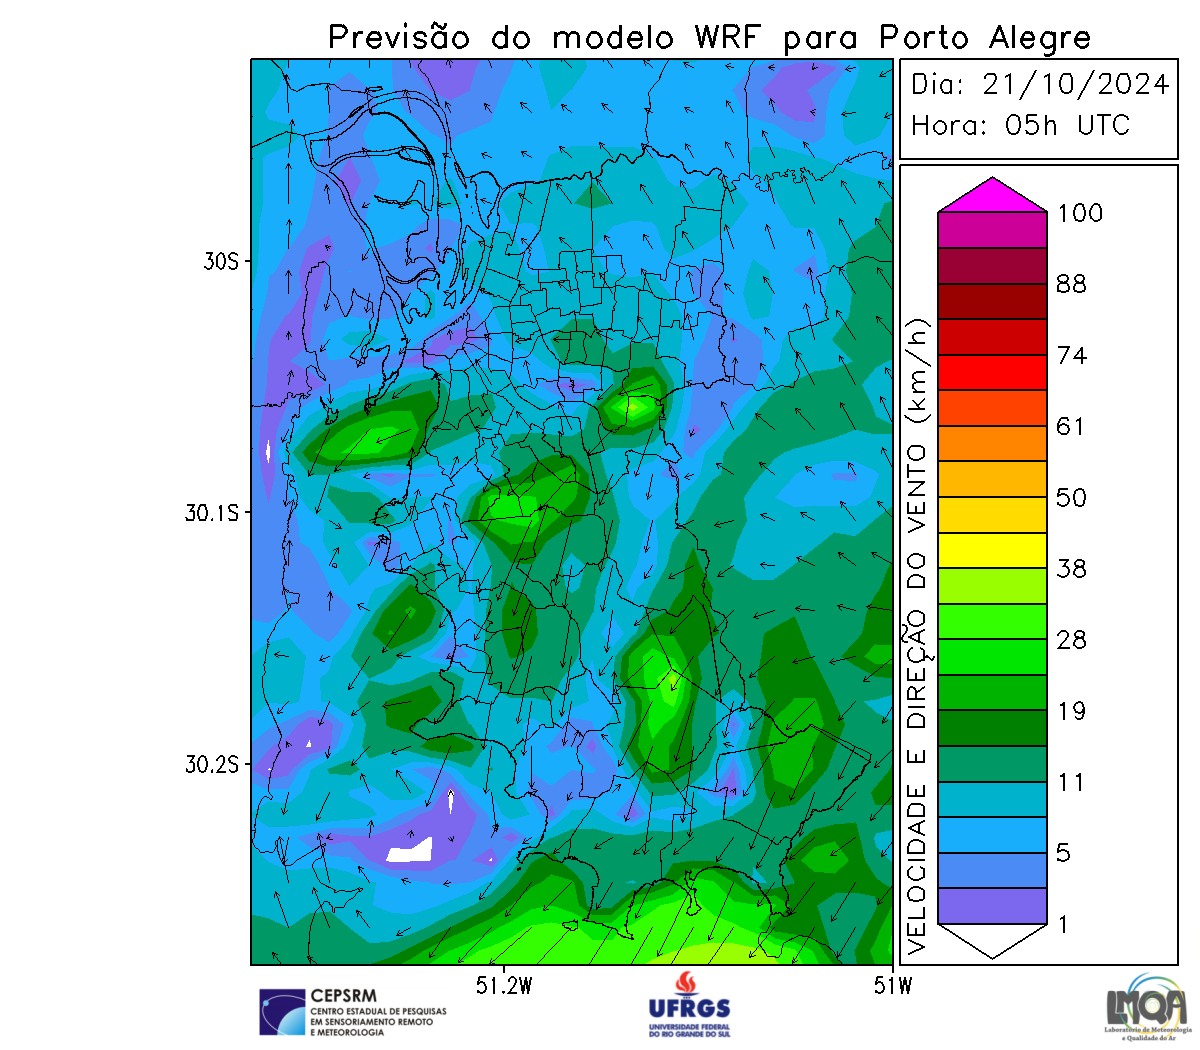 Previsão do modelo WRF para Porto Alegre
Dia: 21/10/2024
Hora: 05h UTC
30S
30.1S
30.2S
51.2W
51W
VELOCIDADE E DIREÇÃO DO VENTO (km/h)
100
88
74
61
50
38
28
19
11
5
1
CEPSRM
CENTRO ESTADUAL DE PESQUISAS
EM SENSORIAMENTO REMOTO
E METEOROLOGIA
UFRGS
UNIVERSIDADE FEDERAL
DO RIO GRANDE DO SUL
LMQA
Laboratório de Meteorologia
e Qualidade do Ar